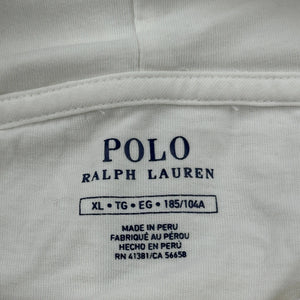 POLO
RALPH LAUREN
XL • TG • EG • 185/104A
MADE IN PERU
FABRIQUÉ AU PÉROU
HECHO EN PERÚ
RN 41381/CA 56658